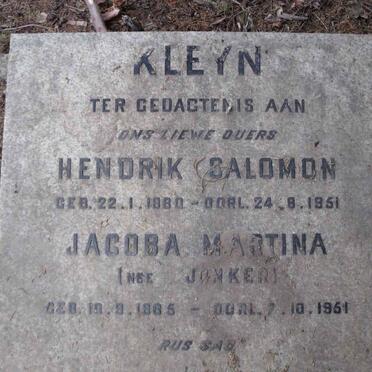 KLEYN
TER GEDAGTENIS AAN
ONS LIEWE OUERS
HENDRIK SALOMON
GEB. 22.1.1880 - OORL. 24.8.1951
JACOBA MARTINA
(NEE JONKER)
GEB. 19.9.1885 - OORL. 7.10.1951
RUS SAG